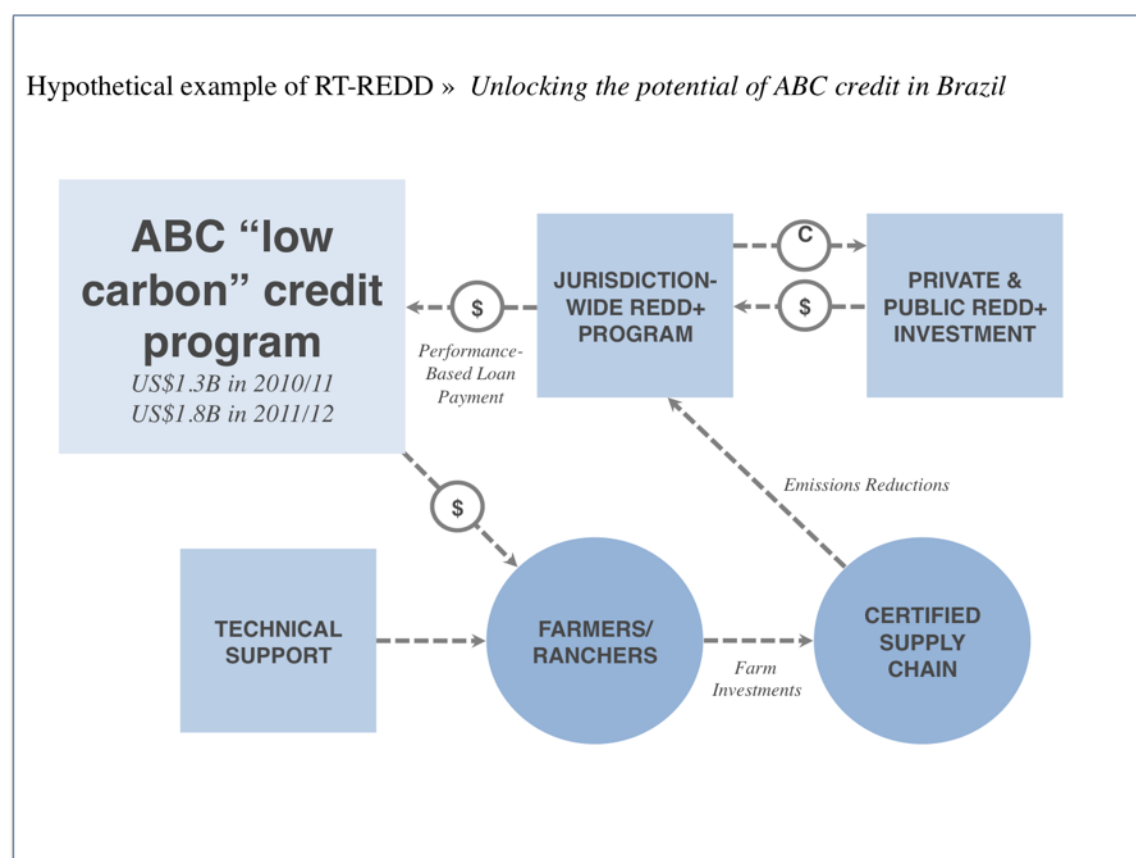 Hypothetical example of RT-REDD » Unlocking the potential of ABC credit in Brazil
ABC “low
carbon” credit
program
US$1.3B in 2010/11
US$1.8B in 2011/12
$
Performance-
Based Loan
Payment
JURISDICTION-
WIDE REDD+
PROGRAM
C
$
PRIVATE &
PUBLIC REDD+
INVESTMENT
$
Emissions Reductions
TECHNICAL
SUPPORT
FARMERS/
RANCHERS
Farm
Investments
CERTIFIED
SUPPLY
CHAIN